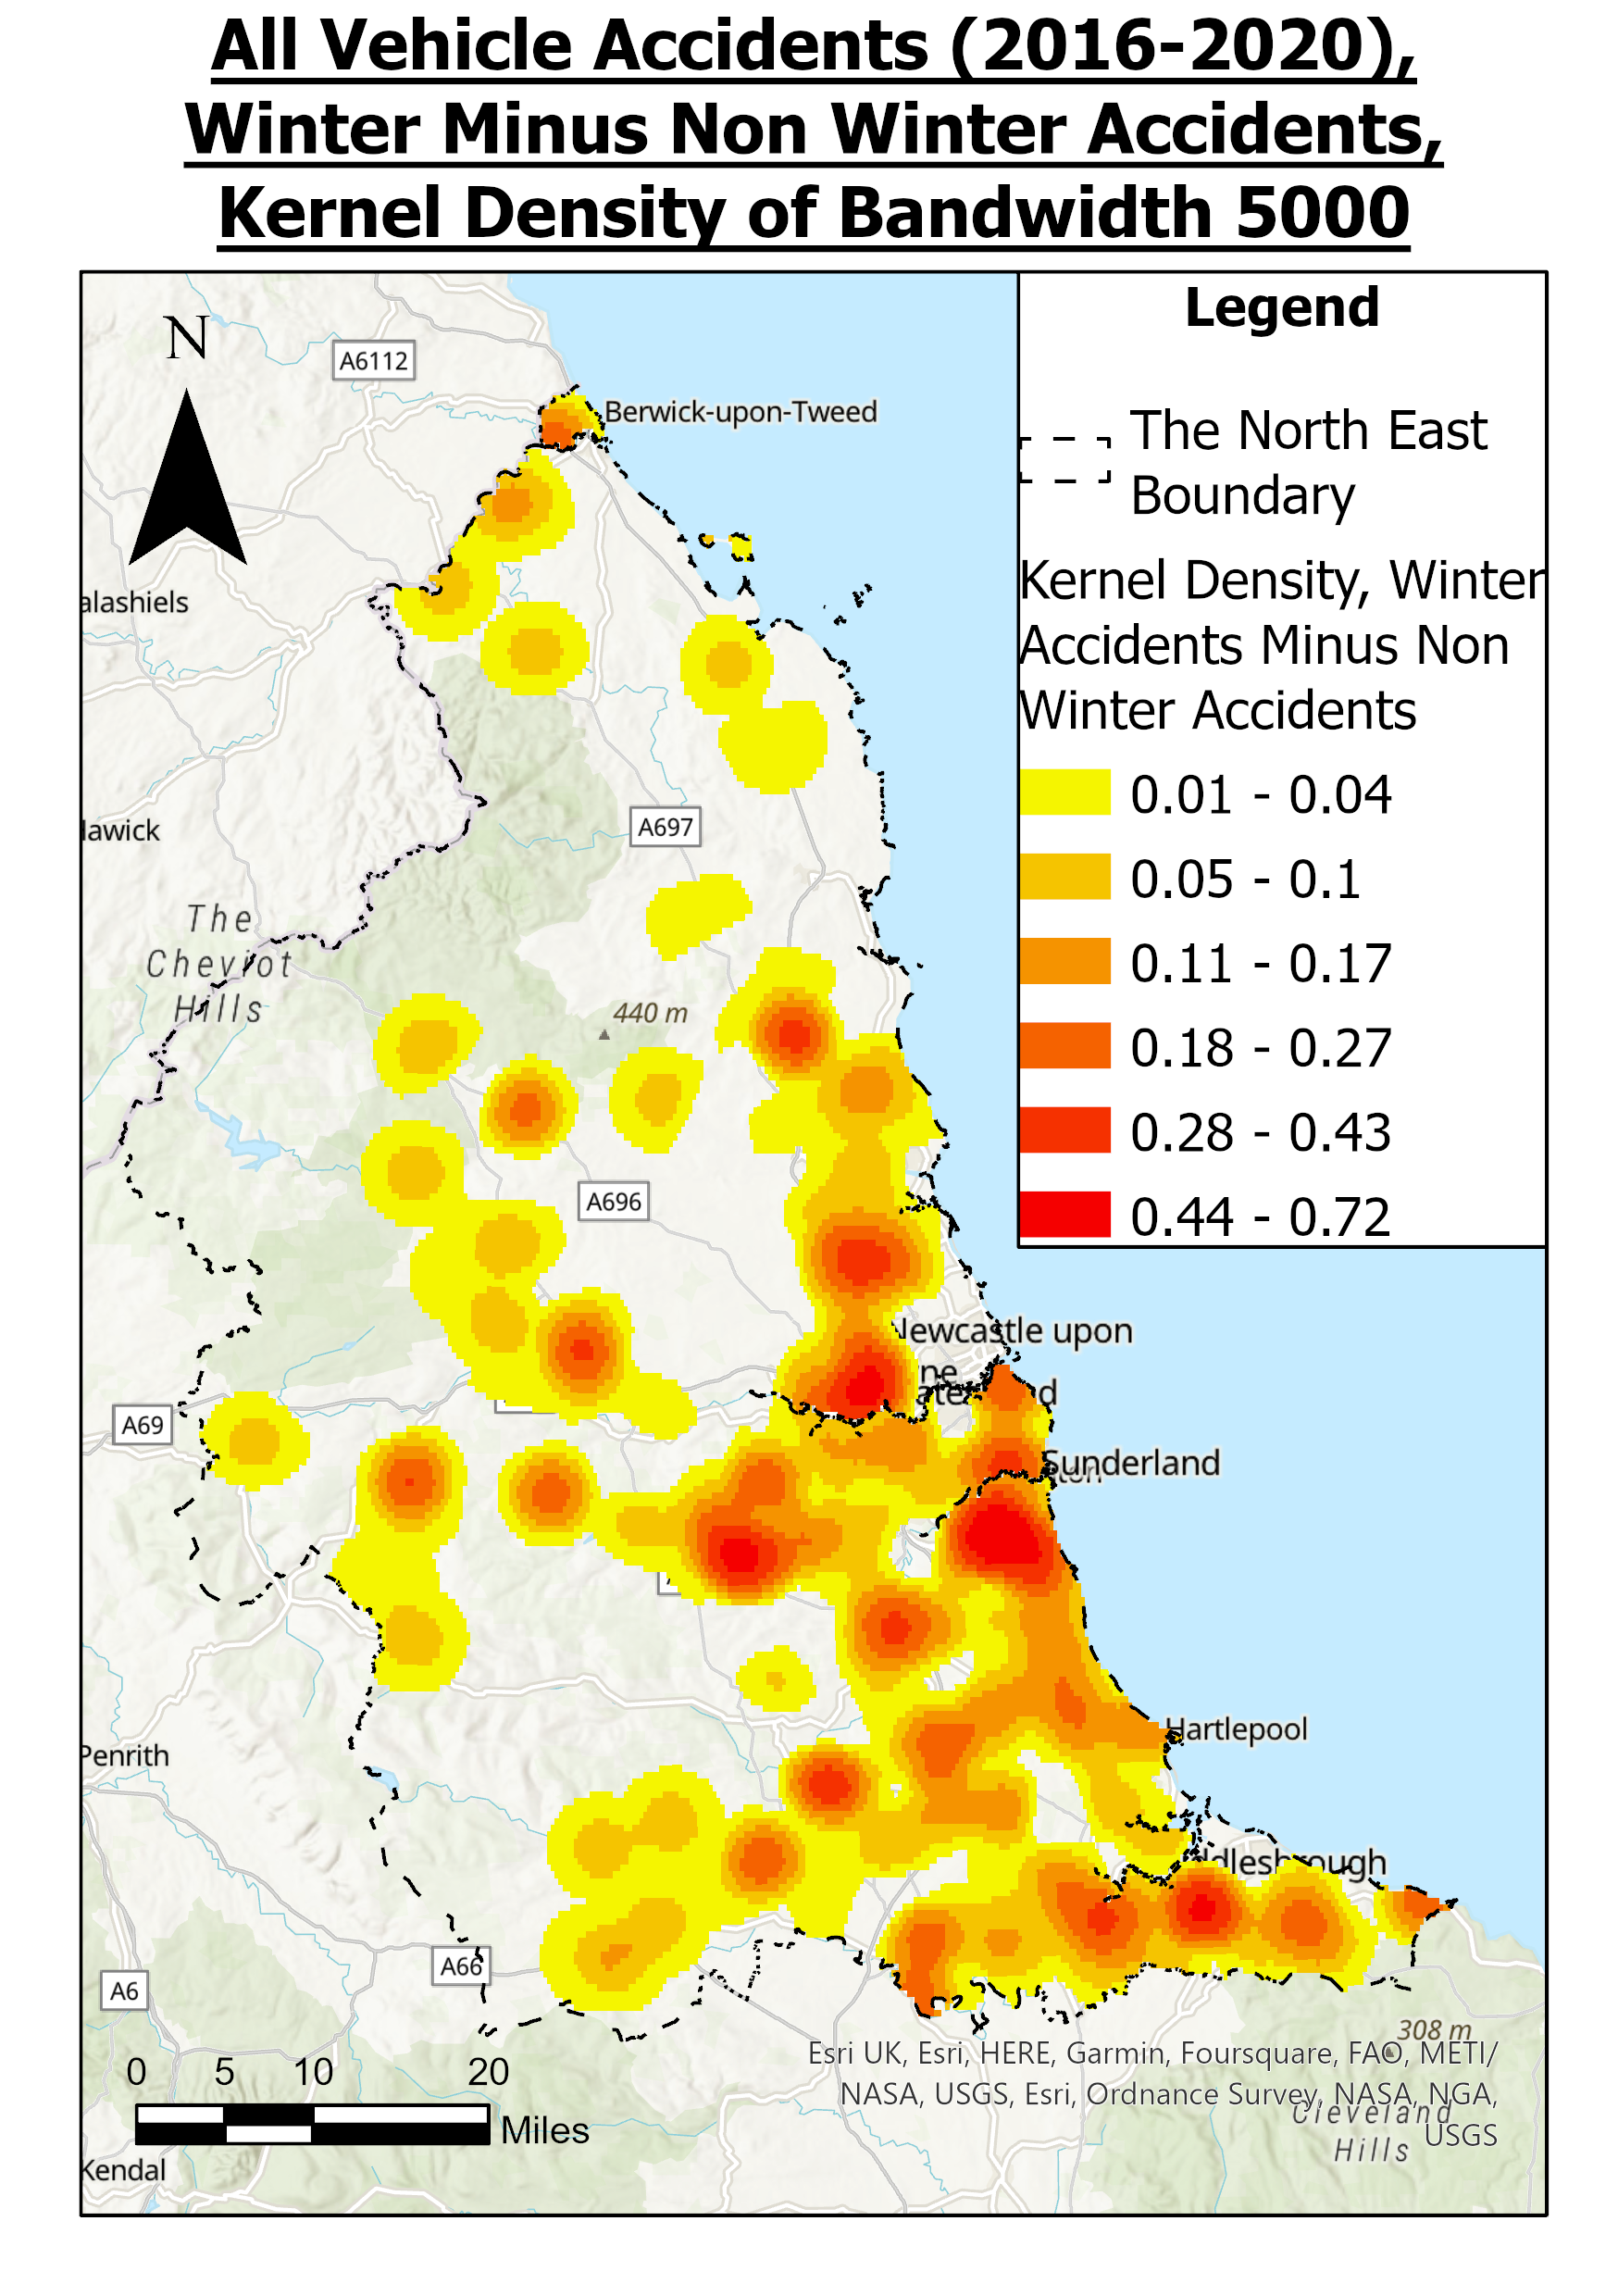 All Vehicle Accidents (2016-2020),
Winter Minus Non Winter Accidents,
Kernel Density of Bandwidth 5000
Legend
The North East
Boundary
Kernel Density, Winter
Accidents Minus Non
Winter Accidents
0.01 - 0.04
0.05 - 0.1
0.11 - 0.17
0.18 - 0.27
0.28 - 0.43
0.44 - 0.72
N
A6112
Berwick-upon-Tweed
alashiels
A697
awick
The
Cheviot
Hills
440 m
A696
Newcastle upon
ne
ate d
A69
Sunderland
ton
Hartlepool
Penrith
ddlesbrough
A66
A6
308 m
Esri UK, Esri, HERE, Garmin, Foursquare, FAO, METI/
NASA, USGS, Esri, Ordnance Survey, NASA, NGA,
USGS
Cleveland
Hills
0 5 10 20
Miles
Kendal